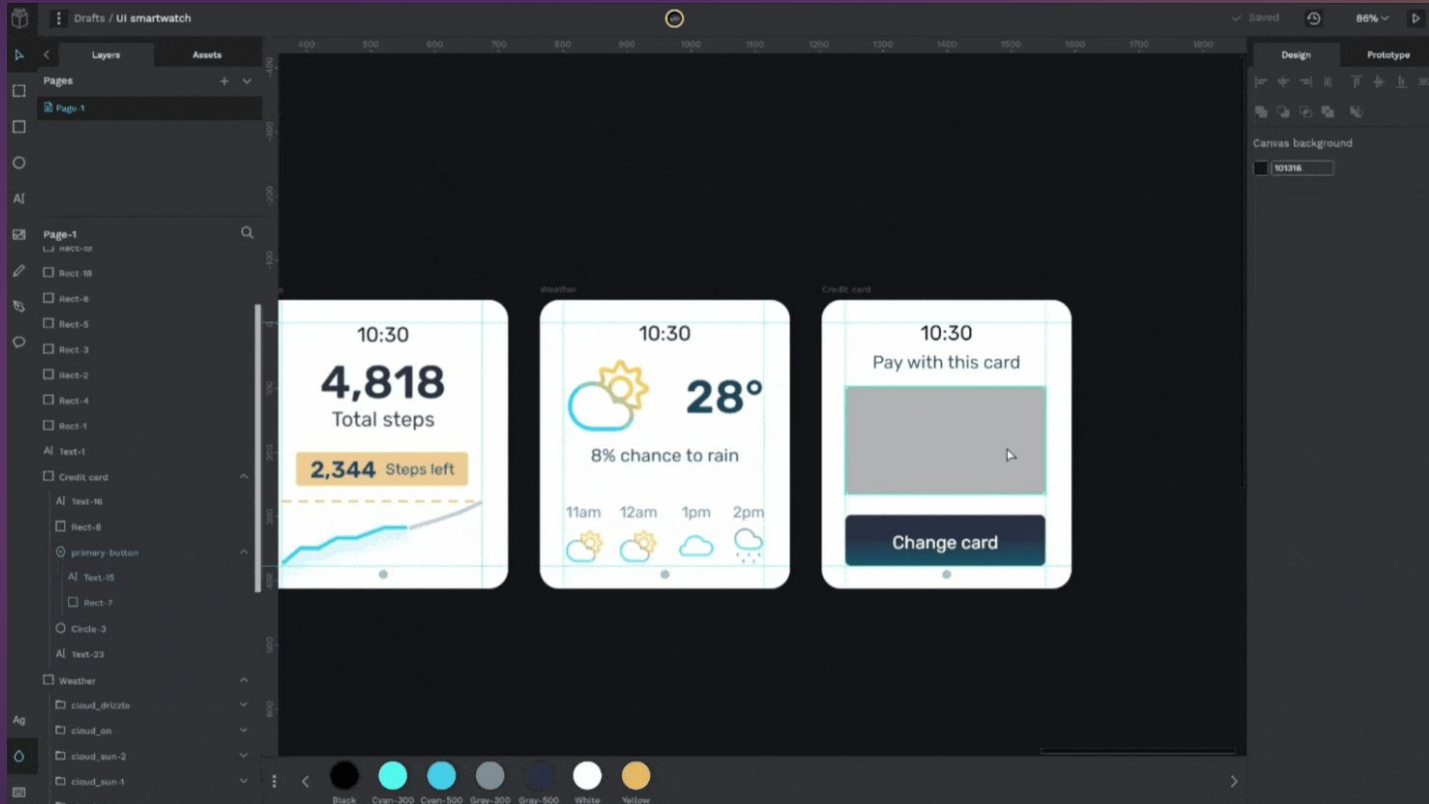 Drafts / UI smartwatch
Saved
86%
Layers
Assets
Design
Prototype
Pages
Page-1
Page-1
Rect-18
Rect-6
Rect-5
Rect-3
Rect-2
Rect-4
Rect-1
Text-1
Credit card
Text-16
Rect-8
primary-button
Text-15
Rect-7
Circle-3
Text-23
Weather
cloud_drizzle
cloud_on
cloud_sun-2
cloud_sun-1
AI
Ag
400 500 600 700 800 900 1000 1100 1200 1300 1400 1500 1600 1700 1800
Canvas background
101316
10:30
4,818
Total steps
2,344 Steps left
Weather
10:30
28°
8% chance to rain
11am 12am 1pm 2pm
Credit card
10:30
Pay with this card
Change card
Black Cyan-300 Cyan-500 Gray-300 Gray-500 White Yellow